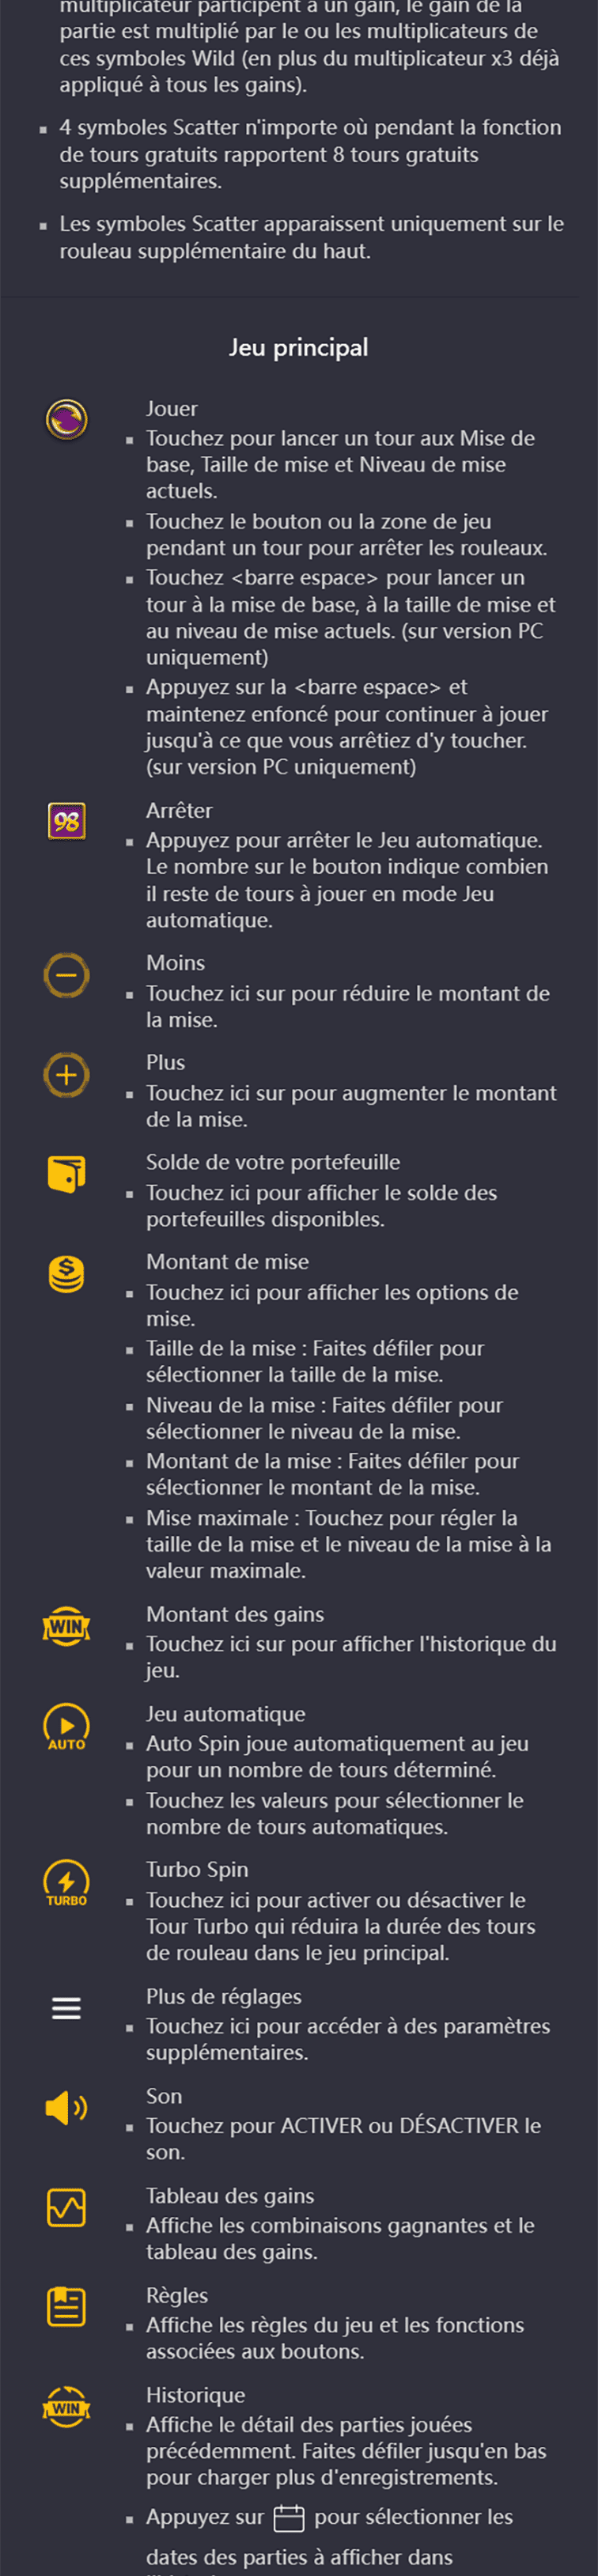 multiplicateur participent à un gain, le gain de la
partie est multiplié par le ou les multiplicateurs de
ces symboles Wild (en plus du multiplicateur x3 déjà
appliqué à tous les gains).
▪ 4 symboles Scatter n'importe où pendant la fonction
de tours gratuits rapportent 8 tours gratuits
supplémentaires.
▪ Les symboles Scatter apparaissent uniquement sur le
rouleau supplémentaire du haut.
Jeu principal
Jouer
▪ Touchez pour lancer un tour aux Mise de
base, Taille de mise et Niveau de mise
actuels.
▪ Touchez le bouton ou la zone de jeu
pendant un tour pour arrêter les rouleaux.
▪ Touchez <barre espace> pour lancer un
tour à la mise de base, à la taille de mise et
au niveau de mise actuels. (sur version PC
uniquement)
▪ Appuyez sur la <barre espace> et
maintenez enfoncé pour continuer à jouer
jusqu'à ce que vous arrêtiez d'y toucher.
(sur version PC uniquement)
98
Arrêter
▪ Appuyez pour arrêter le Jeu automatique.
Le nombre sur le bouton indique combien
il reste de tours à jouer en mode Jeu
automatique.
Moins
▪ Touchez ici sur pour réduire le montant de
la mise.
Plus
▪ Touchez ici sur pour augmenter le montant
de la mise.
Solde de votre portefeuille
▪ Touchez ici pour afficher le solde des
portefeuilles disponibles.
$
Montant de mise
▪ Touchez ici pour afficher les options de
mise.
▪ Taille de la mise : Faites défiler pour
sélectionner la taille de la mise.
▪ Niveau de la mise : Faites défiler pour
sélectionner le niveau de la mise.
▪ Montant de la mise : Faites défiler pour
sélectionner le montant de la mise.
▪ Mise maximale : Touchez pour régler la
taille de la mise et le niveau de la mise à la
valeur maximale.
WIN
Montant des gains
▪ Touchez ici sur pour afficher l'historique du
jeu.
AUTO
Jeu automatique
▪ Auto Spin joue automatiquement au jeu
pour un nombre de tours déterminé.
▪ Touchez les valeurs pour sélectionner le
nombre de tours automatiques.
TURBO
Turbo Spin
▪ Touchez ici pour activer ou désactiver le
Tour Turbo qui réduira la durée des tours
de rouleau dans le jeu principal.
Plus de réglages
▪ Touchez ici pour accéder à des paramètres
supplémentaires.
Son
▪ Touchez pour ACTIVER ou DÉSACTIVER le
son.
Tableau des gains
▪ Affiche les combinaisons gagnantes et le
tableau des gains.
Règles
▪ Affiche les règles du jeu et les fonctions
associées aux boutons.
WIN
Historique
▪ Affiche le détail des parties jouées
précédemment. Faites défiler jusqu'en bas
pour charger plus d'enregistrements.
▪ Appuyez sur pour sélectionner les
dates des parties à afficher dans